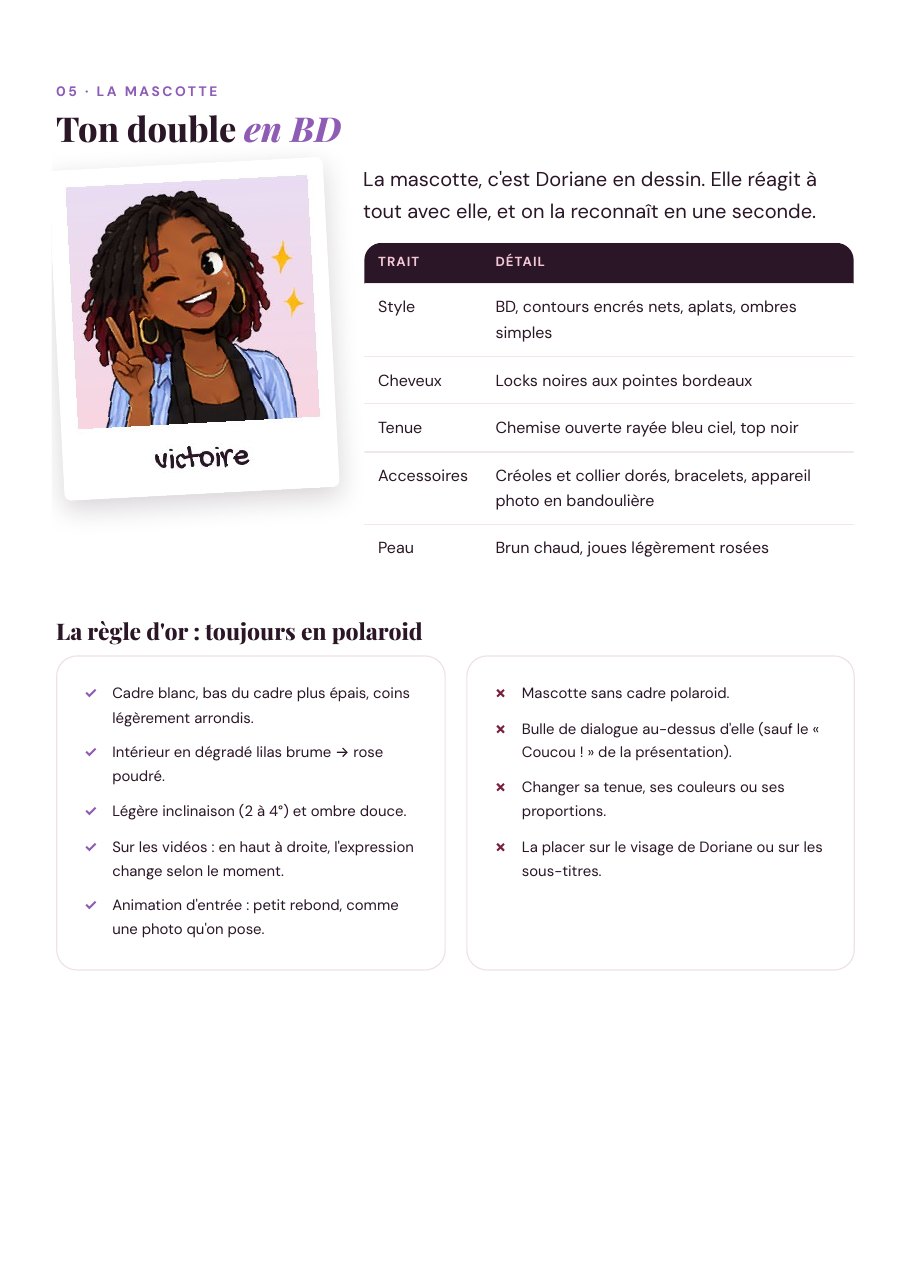 05 · LA MASCOTTE
Ton double en BD
victoire
La mascotte, c'est Doriane en dessin. Elle réagit à
tout avec elle, et on la reconnaît en une seconde.
TRAIT DÉTAIL
Style BD, contours encrés nets, aplats, ombres
simples
Cheveux Locks noires aux pointes bordeaux
Tenue Chemise ouverte rayée bleu ciel, top noir
Accessoires Créoles et collier dorés, bracelets, appareil
photo en bandoulière
Peau Brun chaud, joues légèrement rosées
La règle d'or : toujours en polaroid
✓ Cadre blanc, bas du cadre plus épais, coins
légèrement arrondis.
✓ Intérieur en dégradé lilas brume → rose
poudré.
✓ Légère inclinaison (2 à 4°) et ombre douce.
✓ Sur les vidéos : en haut à droite, l'expression
change selon le moment.
✓ Animation d'entrée : petit rebond, comme
une photo qu'on pose.
× Mascotte sans cadre polaroid.
× Bulle de dialogue au-dessus d'elle (sauf le «
Coucou ! » de la présentation).
× Changer sa tenue, ses couleurs ou ses
proportions.
× La placer sur le visage de Doriane ou sur les
sous-titres.